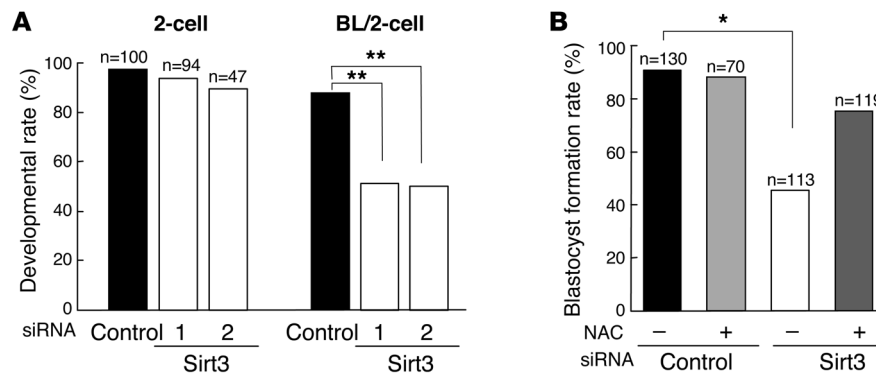 A
2-cell
BL/2-cell
Developmental rate (%)
100
80
60
40
20
0
n=100
n=94
n=47
**
**
siRNA
Control 1 2
Sirt3
Control 1 2
Sirt3
B
Blastocyst formation rate (%)
100
80
60
40
20
0
*
n=130
n=70
n=113
n=119
NAC − + − +
siRNA Control Sirt3